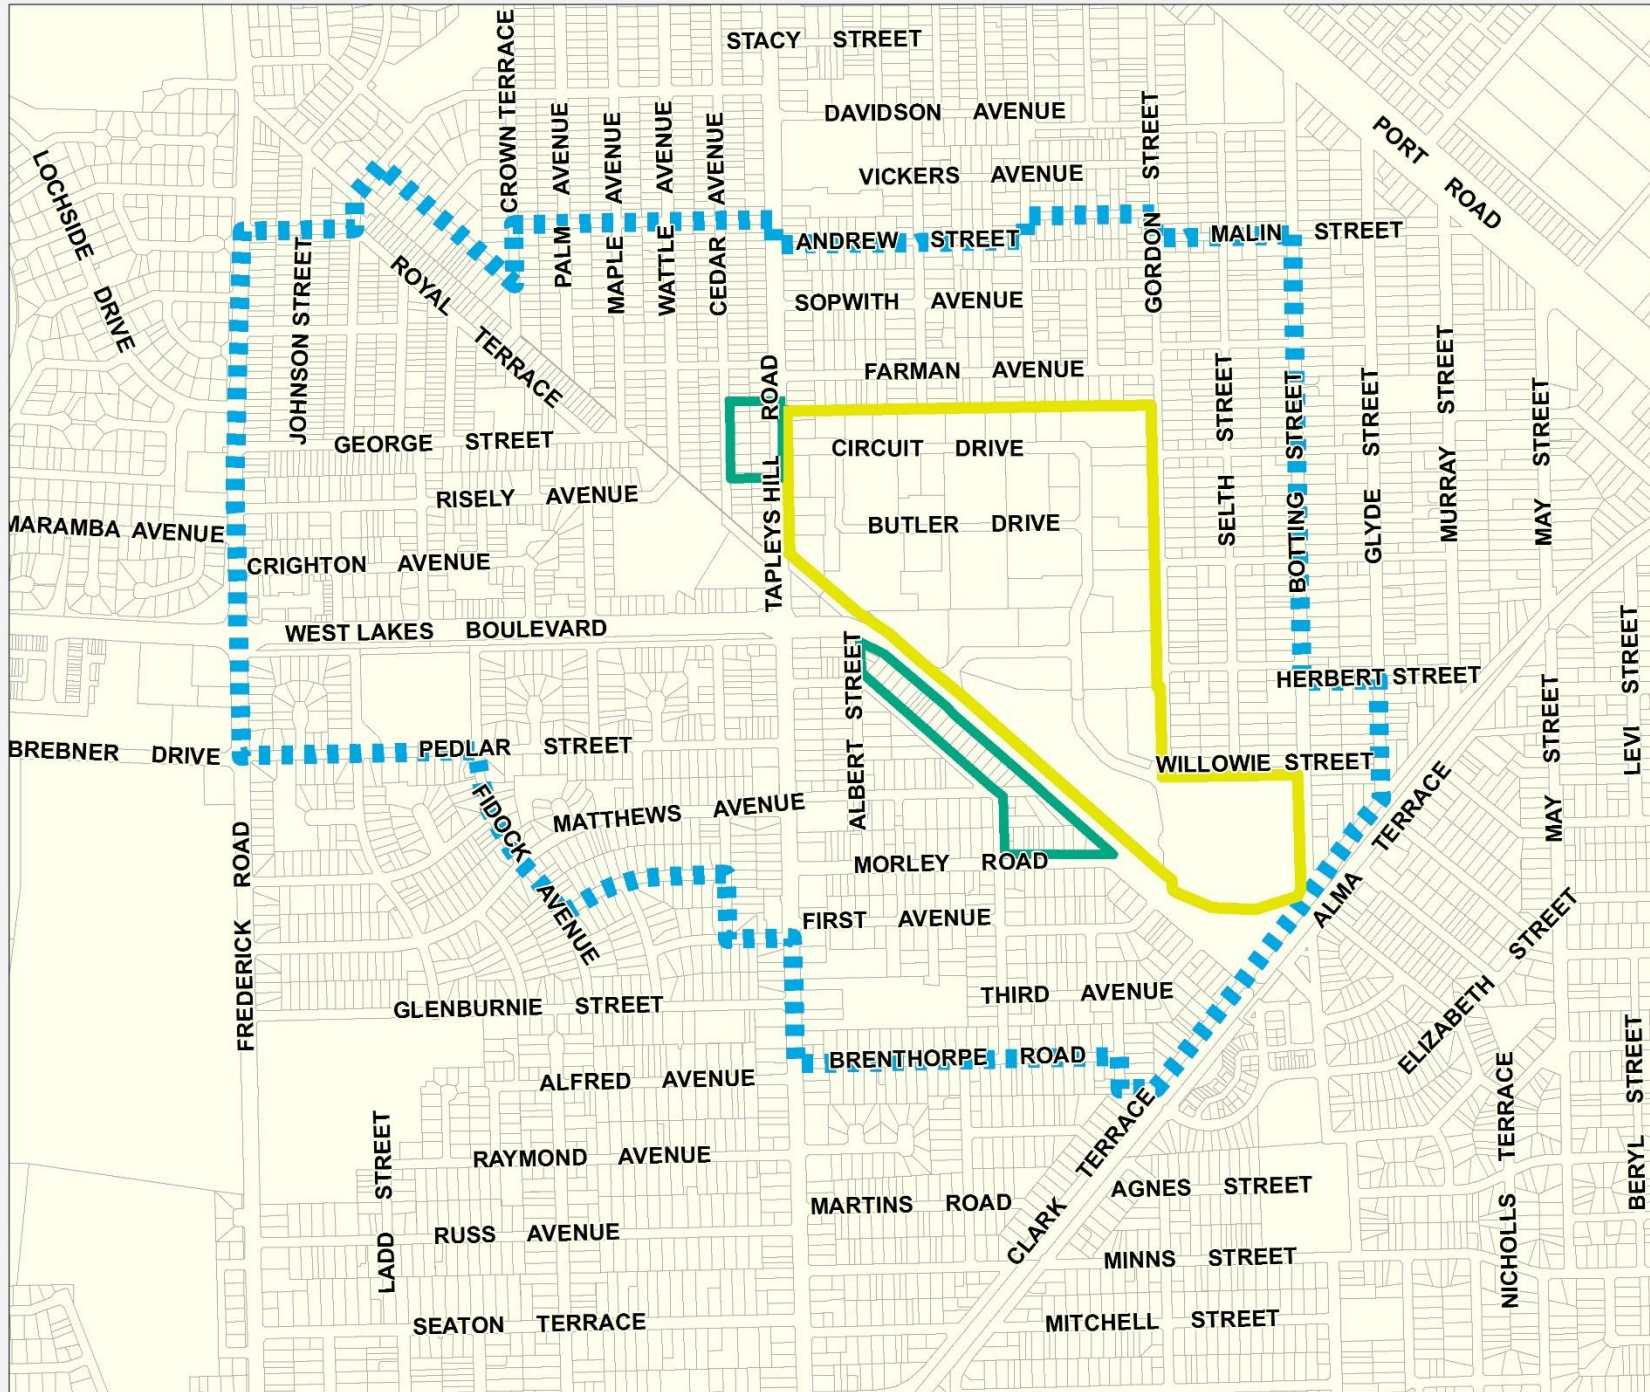 STACY STREET
CROWN TERRACE
DAVIDSON AVENUE
PALM AVENUE
MAPLE AVENUE
WATTLE AVENUE
CEDAR AVENUE
GORDON STREET
PORT ROAD
VICKERS AVENUE
LOCHSIDE DRIVE
ANDREW STREET
MALIN STREET
JOHNSON STREET
ROYAL TERRACE
SOPWITH AVENUE
FARMAN AVENUE
TAPLEYS HILL ROAD
SELTH STREET
BOTTING STREET
GLYDE STREET
MURRAY STREET
MAY STREET
GEORGE STREET
CIRCUIT DRIVE
RISELY AVENUE
BUTLER DRIVE
MARAMBA AVENUE
CRIGHTON AVENUE
WEST LAKES BOULEVARD
ALBERT STREET
HERBERT STREET
LEVI STREET
BREBNER DRIVE
PEDLAR STREET
WILLOWIE STREET
MAY STREET
FIDOCK AVENUE
MATTHEWS AVENUE
ALMA TERRACE
FREDERICK ROAD
MORLEY ROAD
FIRST AVENUE
ELIZABETH STREET
GLENBURNIE STREET
THIRD AVENUE
BRENTHORPE ROAD
ALFRED AVENUE
NICHOLLS TERRACE
BERYL STREET
LADD STREET
RAYMOND AVENUE
CLARK TERRACE
MARTINS ROAD
AGNES STREET
RUSS AVENUE
MINNS STREET
SEATON TERRACE
MITCHELL STREET